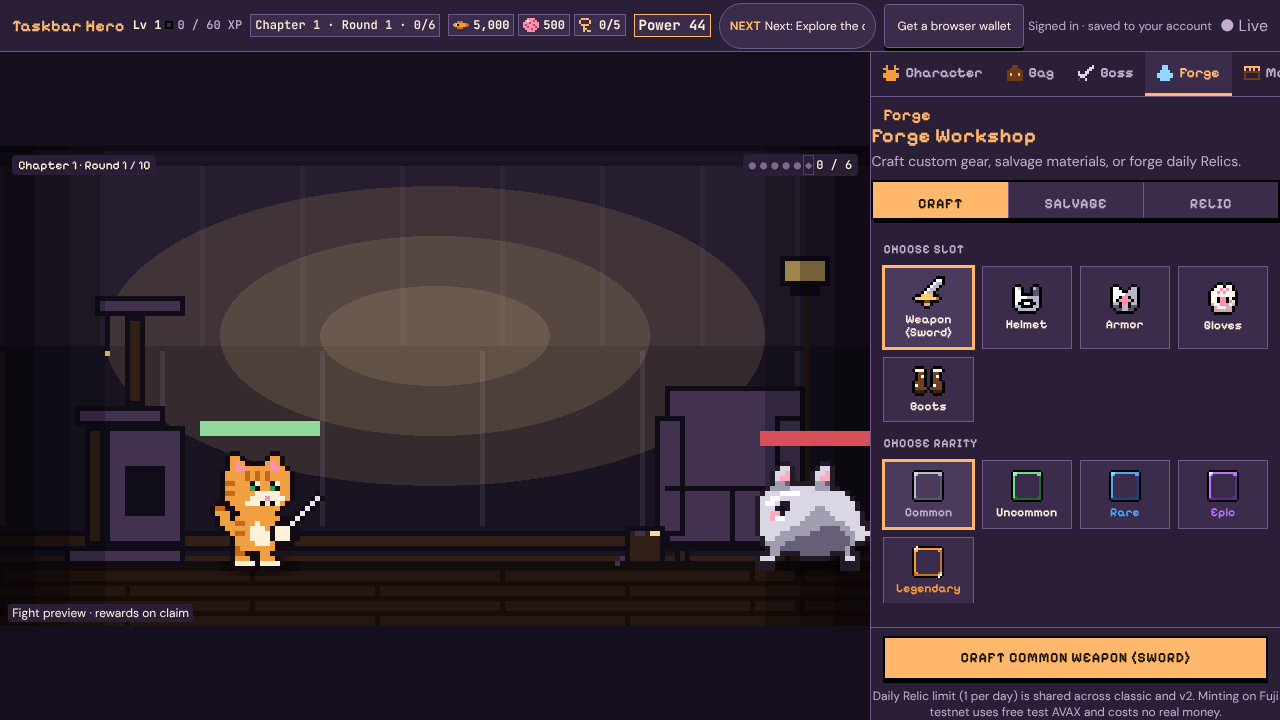 Taskbar Hero Lv 1 0 / 60 XP Chapter 1 · Round 1 · 0/6 5,000 500 0/5 Power 44 NEXT Next: Explore the Get a browser wallet Signed in · saved to your account Live
Character Bag Boss Forge
Forge
Forge Workshop
Craft custom gear, salvage materials, or forge daily Relics.
CRAFT SALVAGE RELIC
Chapter 1 · Round 1 / 10
0 / 6
CHOOSE SLOT
Weapon (Sword)
Helmet
Armor
Gloves
Boots
CHOOSE RARITY
Common
Uncommon
Rare
Epic
Legendary
Fight preview · rewards on claim
CRAFT COMMON WEAPON (SWORD)
Daily Relic limit (1 per day) is shared across classic and v2. Minting on Fuji
testnet uses free test AVAX and costs no real money.